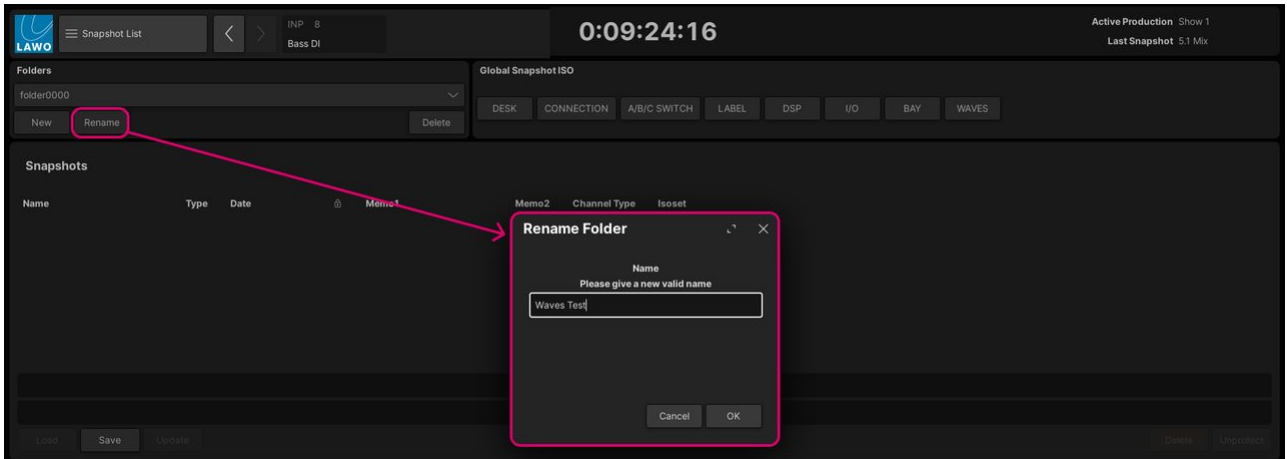 LAWO
Snapshot List
INP 8
Bass DI
0:09:24:16
Active Production Show 1
Last Snapshot 5.1 Mix
Folders
folder0000
New Rename Delete
Global Snapshot ISO
DESK CONNECTION A/B/C SWITCH LABEL DSP I/O BAY WAVES
Snapshots
Name Type Date Memo1 Memo2 Channel Type Isoset
Rename Folder
Name
Please give a new valid name
Waves Test
Cancel OK
Load Save Update Delete Unprotect